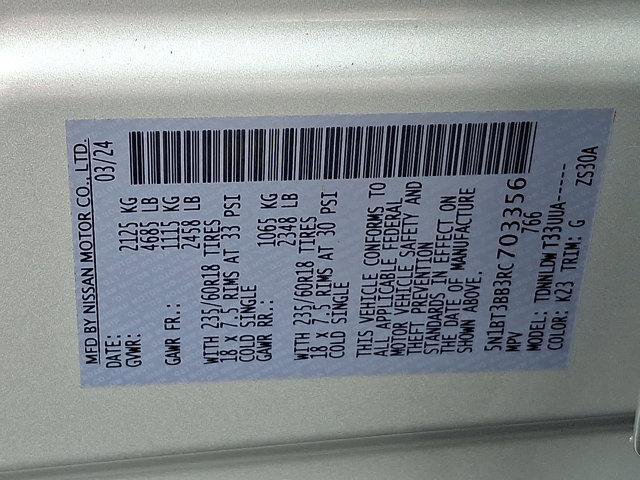 MFD BY NISSAN MOTOR CO., LTD.
DATE: 03/24
GVWR: 2125 KG
4685 LB
GAWR FR.: 1115 KG
2458 LB
WITH 235/60R18 TIRES
18 x 7.5 RIMS AT 33 PSI
COLD SINGLE
GAWR RR.: 1065 KG
2348 LB
WITH 235/60R18 TIRES
18 x 7.5 RIMS AT 30 PSI
COLD SINGLE
THIS VEHICLE CONFORMS TO
ALL APPLICABLE FEDERAL
MOTOR VEHICLE SAFETY AND
THEFT PREVENTION
STANDARDS IN EFFECT ON
THE DATE OF MANUFACTURE
SHOWN ABOVE.
5N1BT3BB3RC703356
MPV 766
MODEL: TDNNLDW T33UUA-----
COLOR: K23 TRIM: G ZS30A